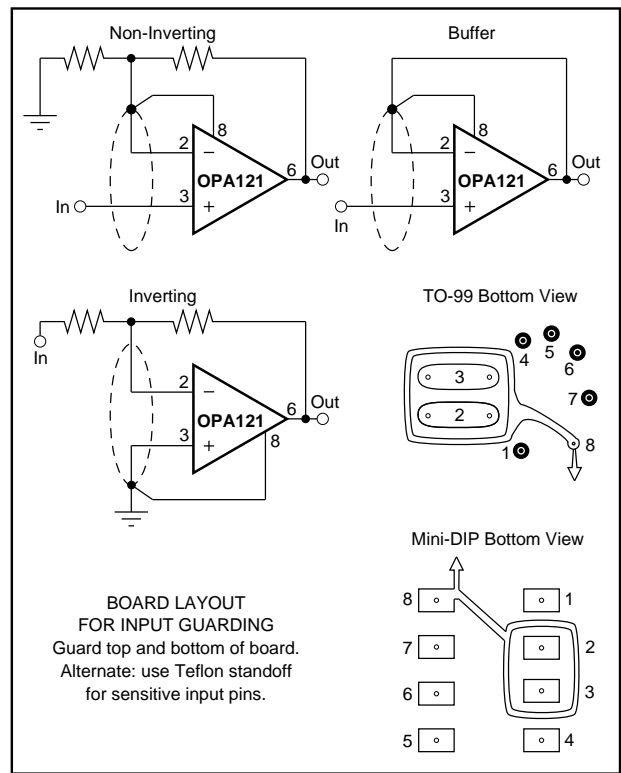 Non-Inverting
2
3
8
6
−
+
OPA121
In
Out
Buffer
2
3
8
6
−
+
OPA121
In
Out
Inverting
In
2
3
8
6
−
+
OPA121
Out
TO-99 Bottom View
3
2
4
5
6
7
8
1
BOARD LAYOUT
FOR INPUT GUARDING
Guard top and bottom of board.
Alternate: use Teflon standoff
for sensitive input pins.
Mini-DIP Bottom View
8
1
7
2
6
3
5
4